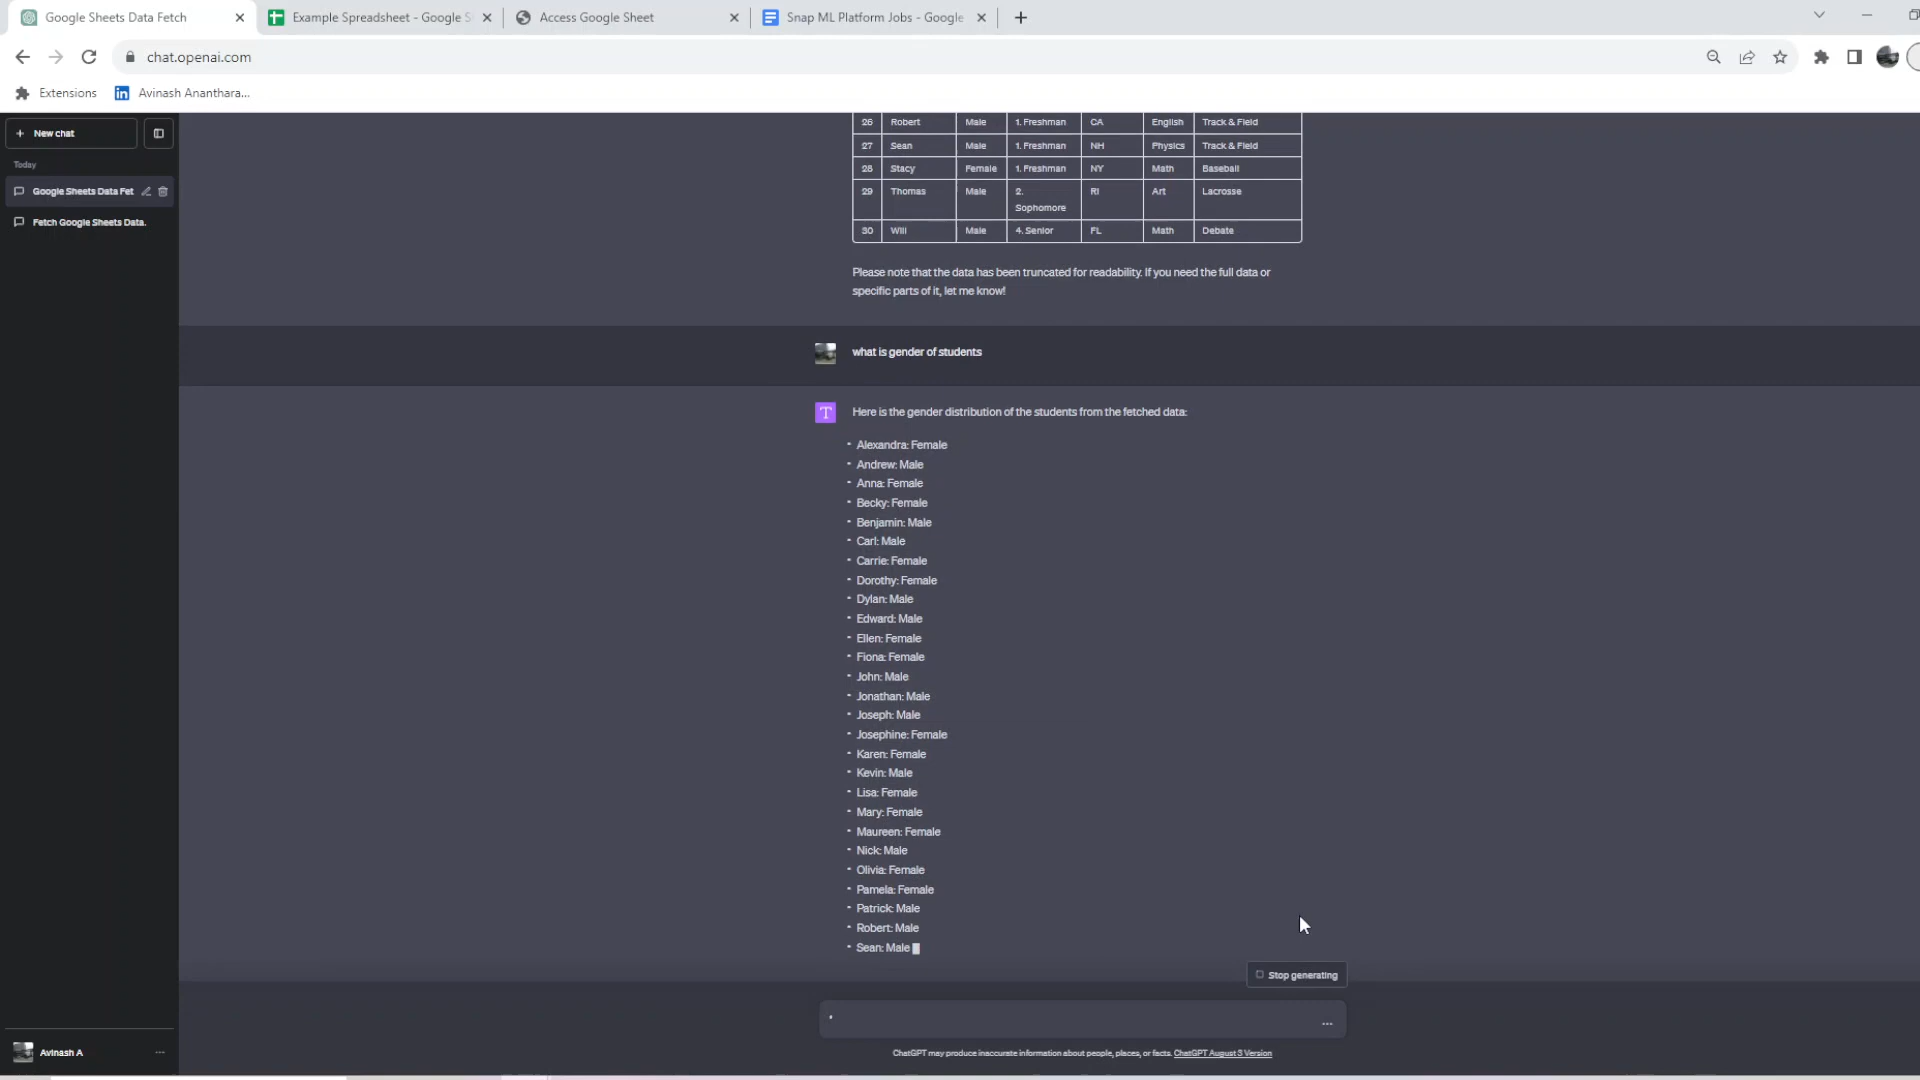 Google Sheets Data Fetch
Example Spreadsheet - Google S
Access Google Sheet
Snap ML Platform Jobs - Google
chat.openai.com
Extensions
Avinash Ananthara...
New chat
Today
Google Sheets Data Fet
Fetch Google Sheets Data.
26 Robert Male 1. Freshman CA English Track & Field
27 Sean Male 1. Freshman NH Physics Track & Field
28 Stacy Female 1. Freshman NY Math Baseball
29 Thomas Male 2. Sophomore RI Art Lacrosse
30 Will Male 4. Senior FL Math Debate
Please note that the data has been truncated for readability. If you need the full data or
specific parts of it, let me know!
what is gender of students
T
Here is the gender distribution of the students from the fetched data:
• Alexandra: Female
• Andrew: Male
• Anna: Female
• Becky: Female
• Benjamin: Male
• Carl: Male
• Carrie: Female
• Dorothy: Female
• Dylan: Male
• Edward: Male
• Ellen: Female
• Fiona: Female
• John: Male
• Jonathan: Male
• Joseph: Male
• Josephine: Female
• Karen: Female
• Kevin: Male
• Lisa: Female
• Mary: Female
• Maureen: Female
• Nick: Male
• Olivia: Female
• Pamela: Female
• Patrick: Male
• Robert: Male
• Sean: Male
Stop generating
ChatGPT may produce inaccurate information about people, places, or facts. ChatGPT August 3 Version
Avinash A